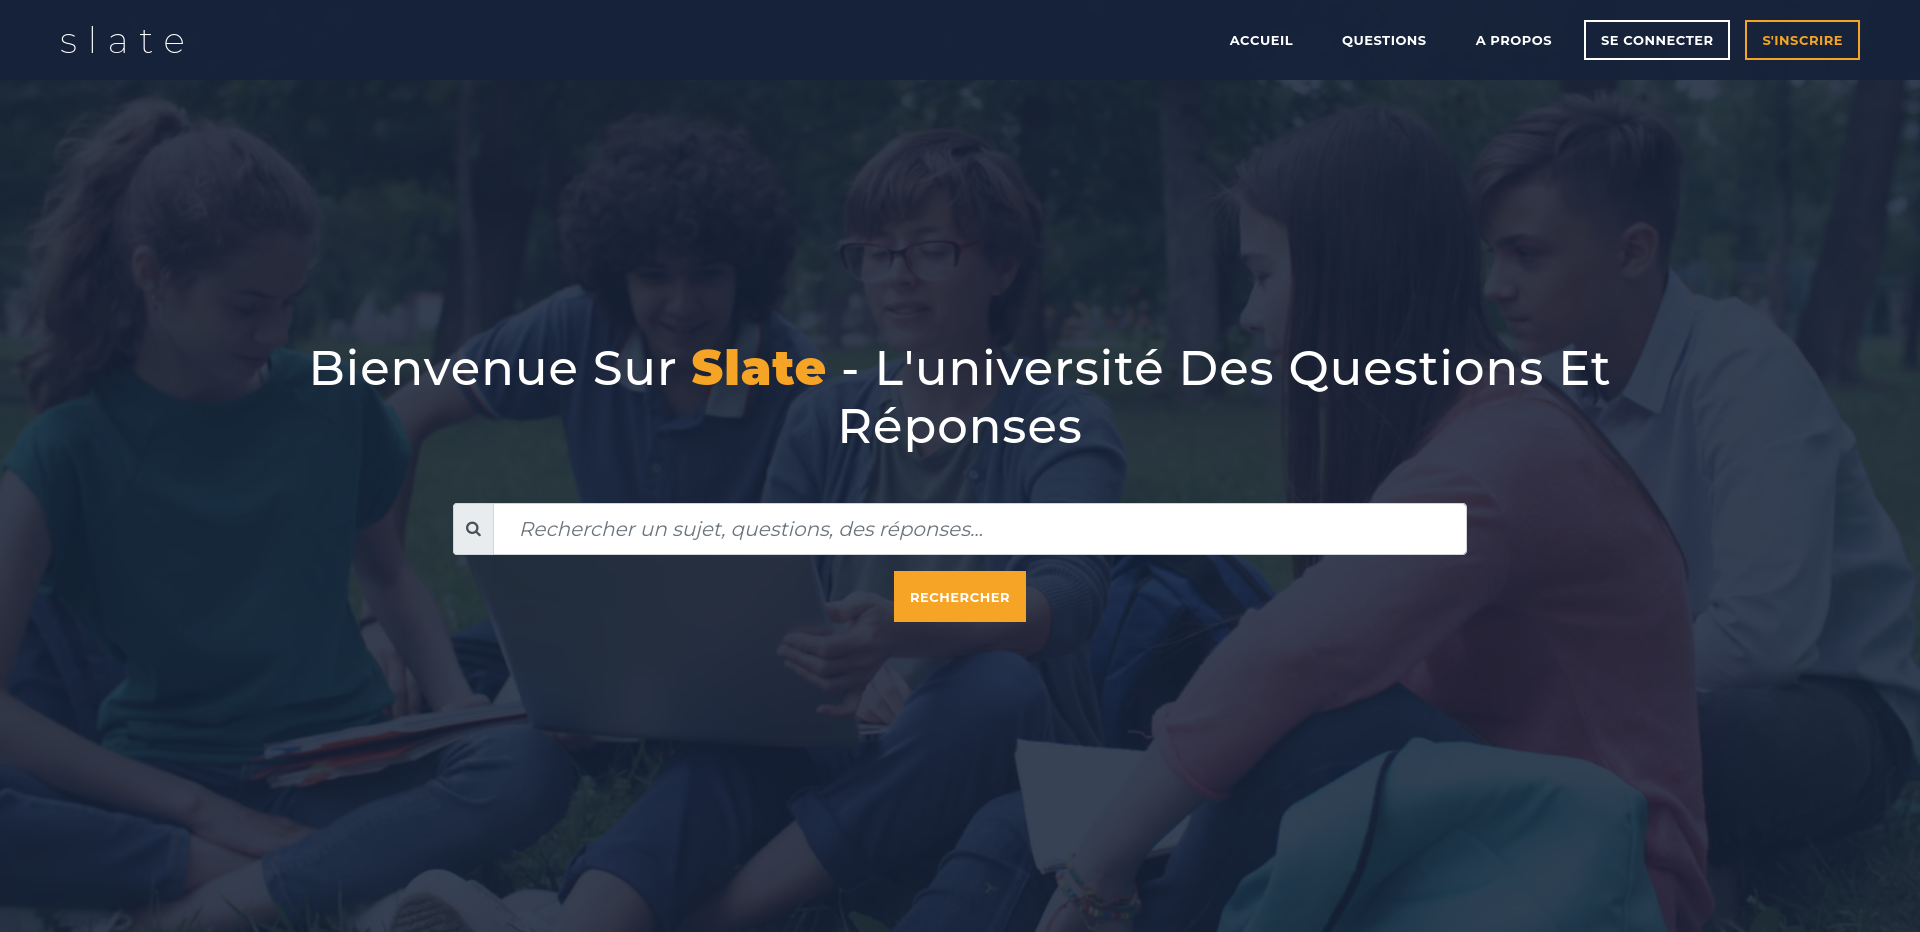 slate
ACCUEIL
QUESTIONS
A PROPOS
SE CONNECTER
S'INSCRIRE
Bienvenue Sur Slate - L'université Des Questions Et
Réponses
Rechercher un sujet, questions, des réponses...
RECHERCHER